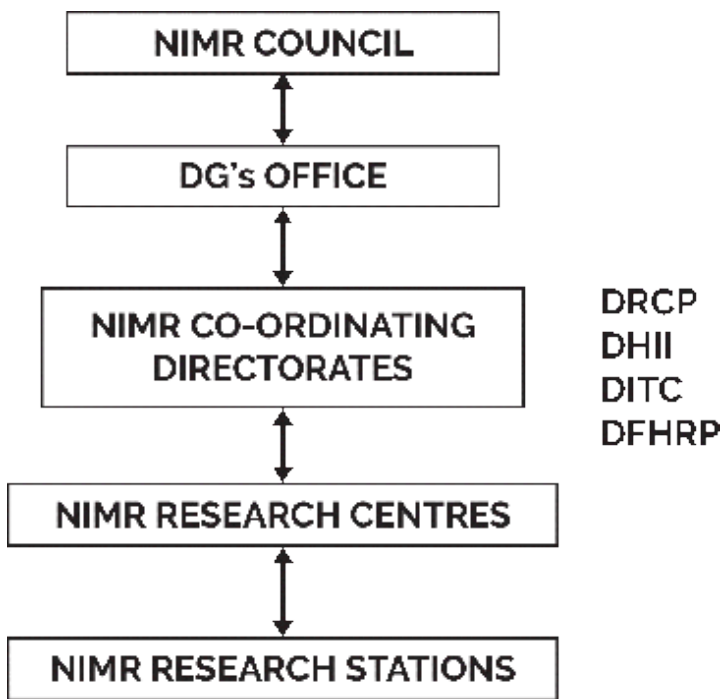 NIMR COUNCIL
DG's OFFICE
NIMR CO-ORDINATING
DIRECTORATES
DRCP
DHII
DITC
DFHRP
NIMR RESEARCH CENTRES
NIMR RESEARCH STATIONS